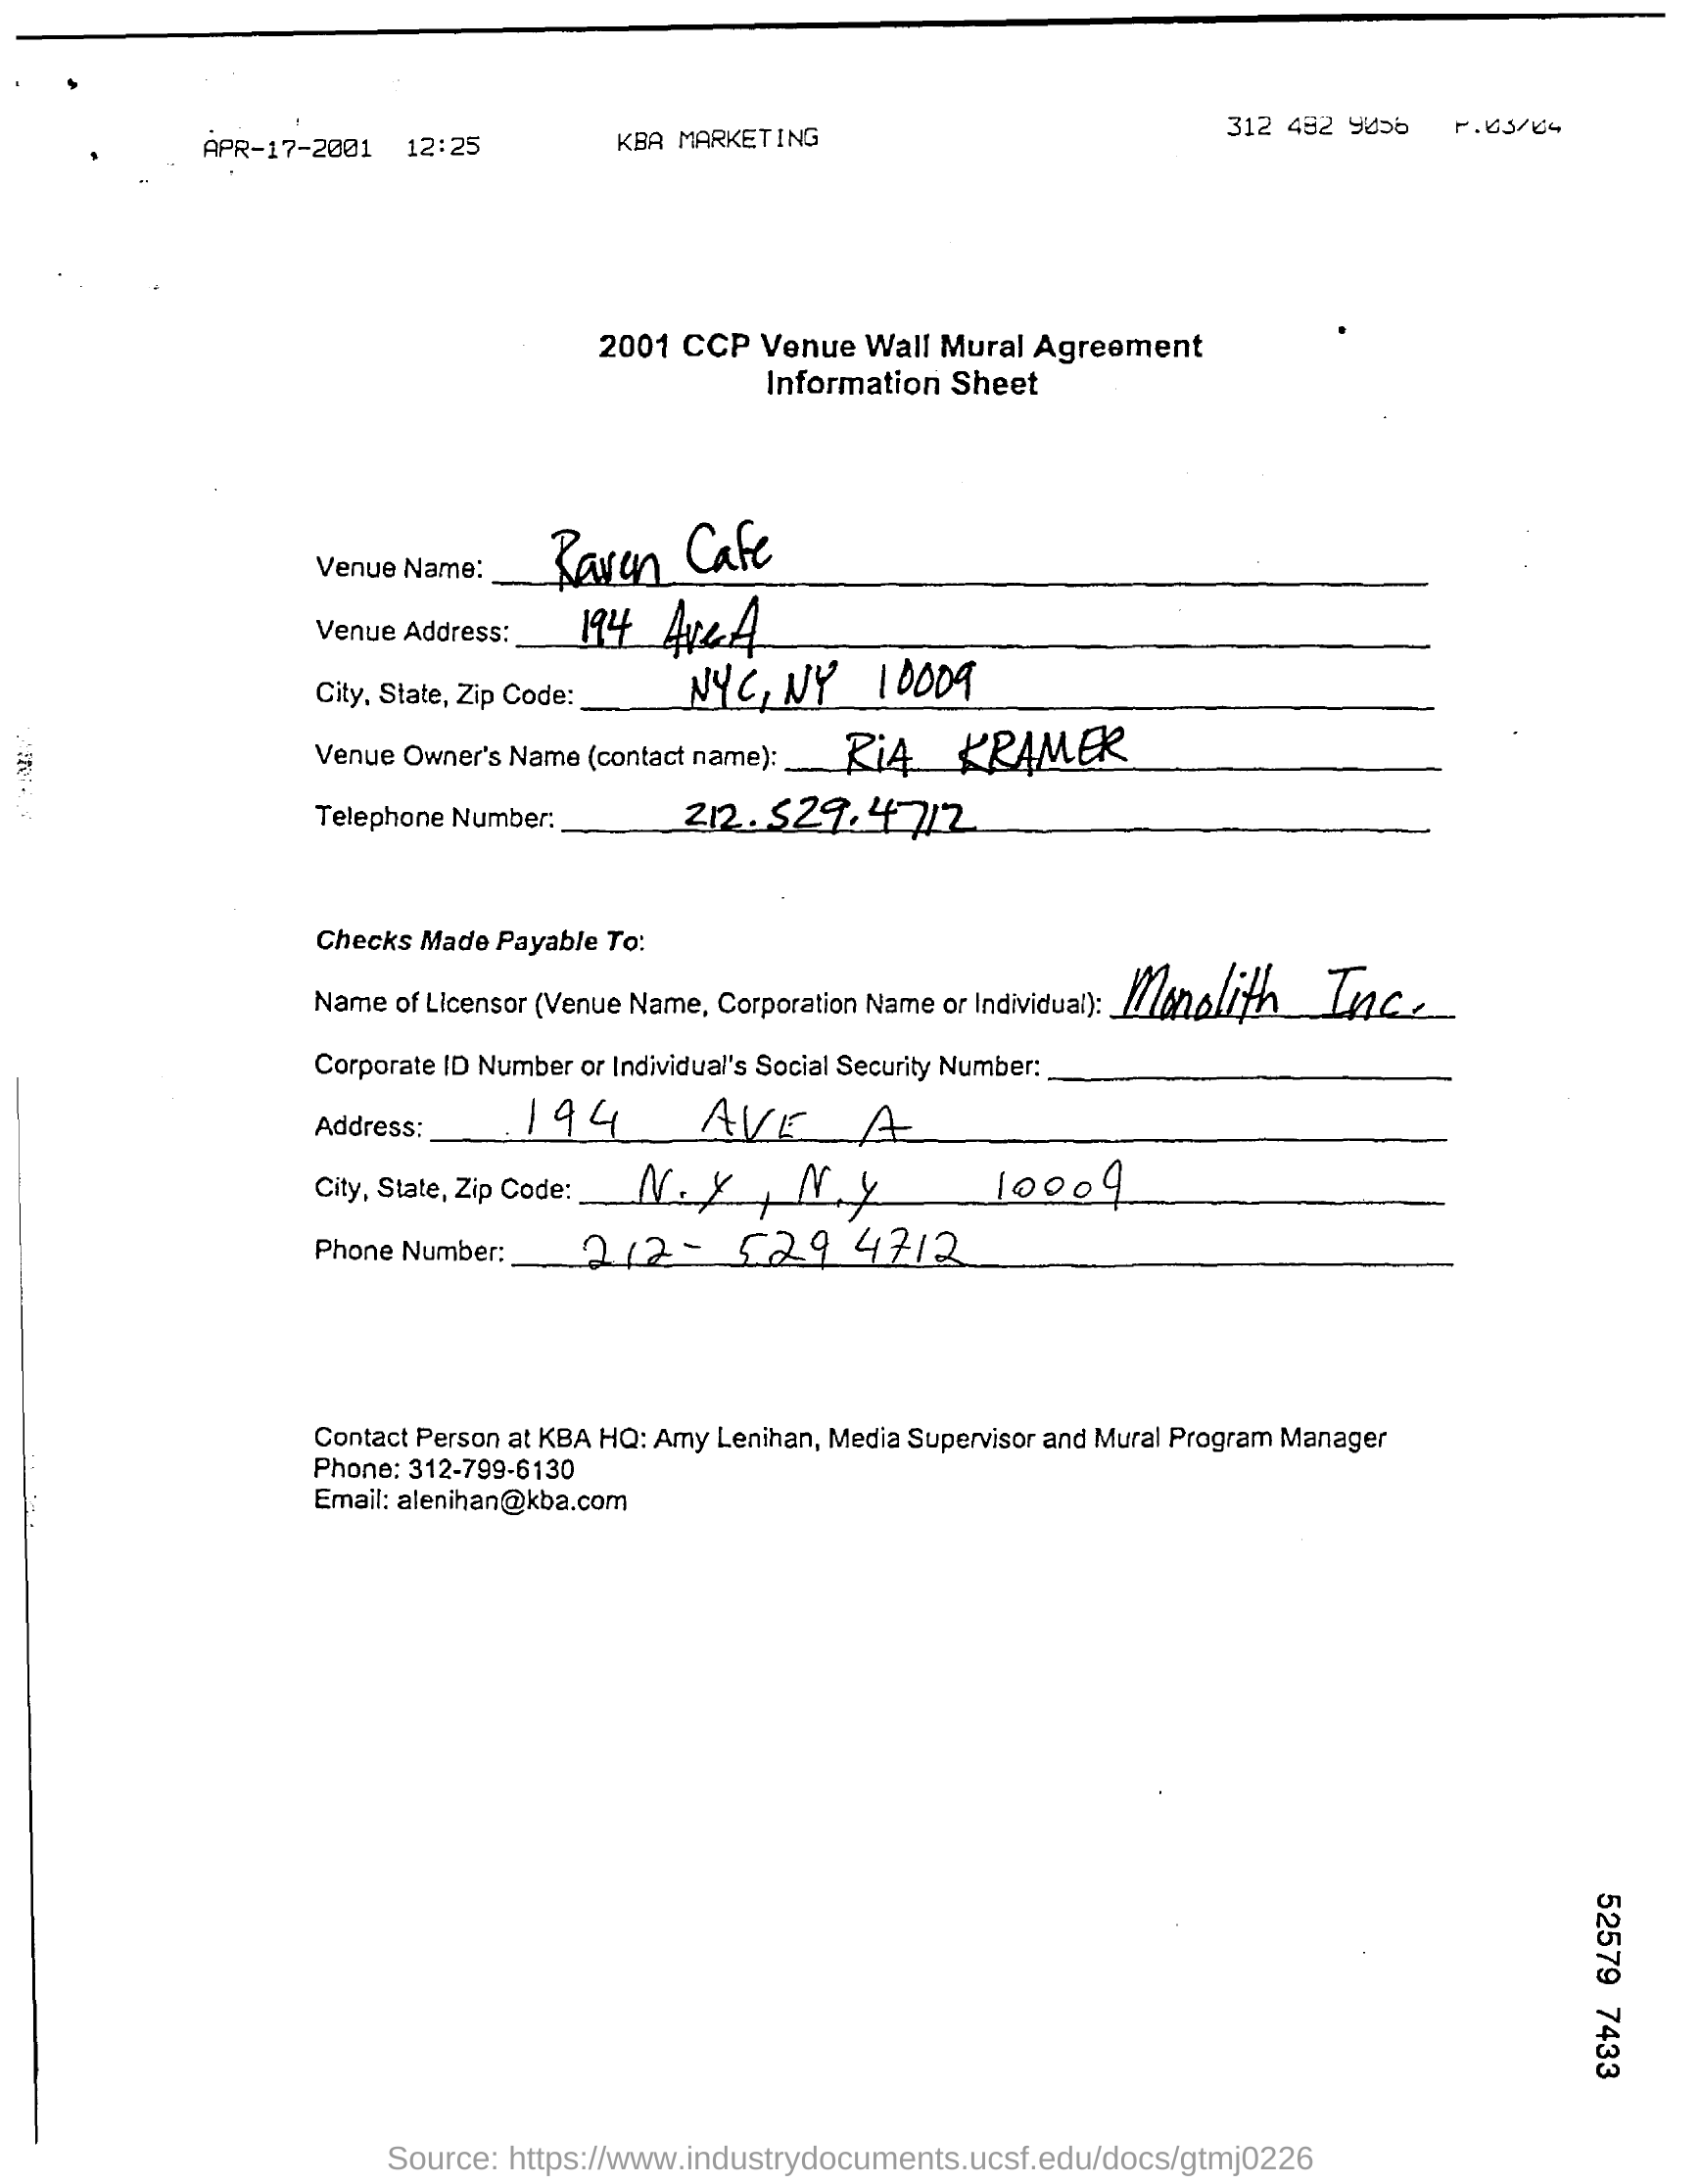 APR-17-2001 12:25 KBA MARKETING 312 482 9056 P.03/04
2001 CCP Venue Wall Mural Agreement
Information Sheet
Venue Name: Raven Cafe
Venue Address: 194 Ave A
City, State, Zip Code: NYC, NY 10009
Venue Owner's Name (contact name): RiA KRAMER
Telephone Number: 212.529.4712
Checks Made Payable To:
Name of Licensor (Venue Name, Corporation Name or Individual): Monolith Inc.
Corporate ID Number or Individual's Social Security Number:
Address: 194 AVE A
City, State, Zip Code: N.Y, N.Y 10009
Phone Number: 212- 529 4712
Contact Person at KBA HQ: Amy Lenihan, Media Supervisor and Mural Program Manager
Phone: 312-799-6130
Email: alenihan@kba.com
52579 7433
Source: https://www.industrydocuments.ucsf.edu/docs/gtmj0226